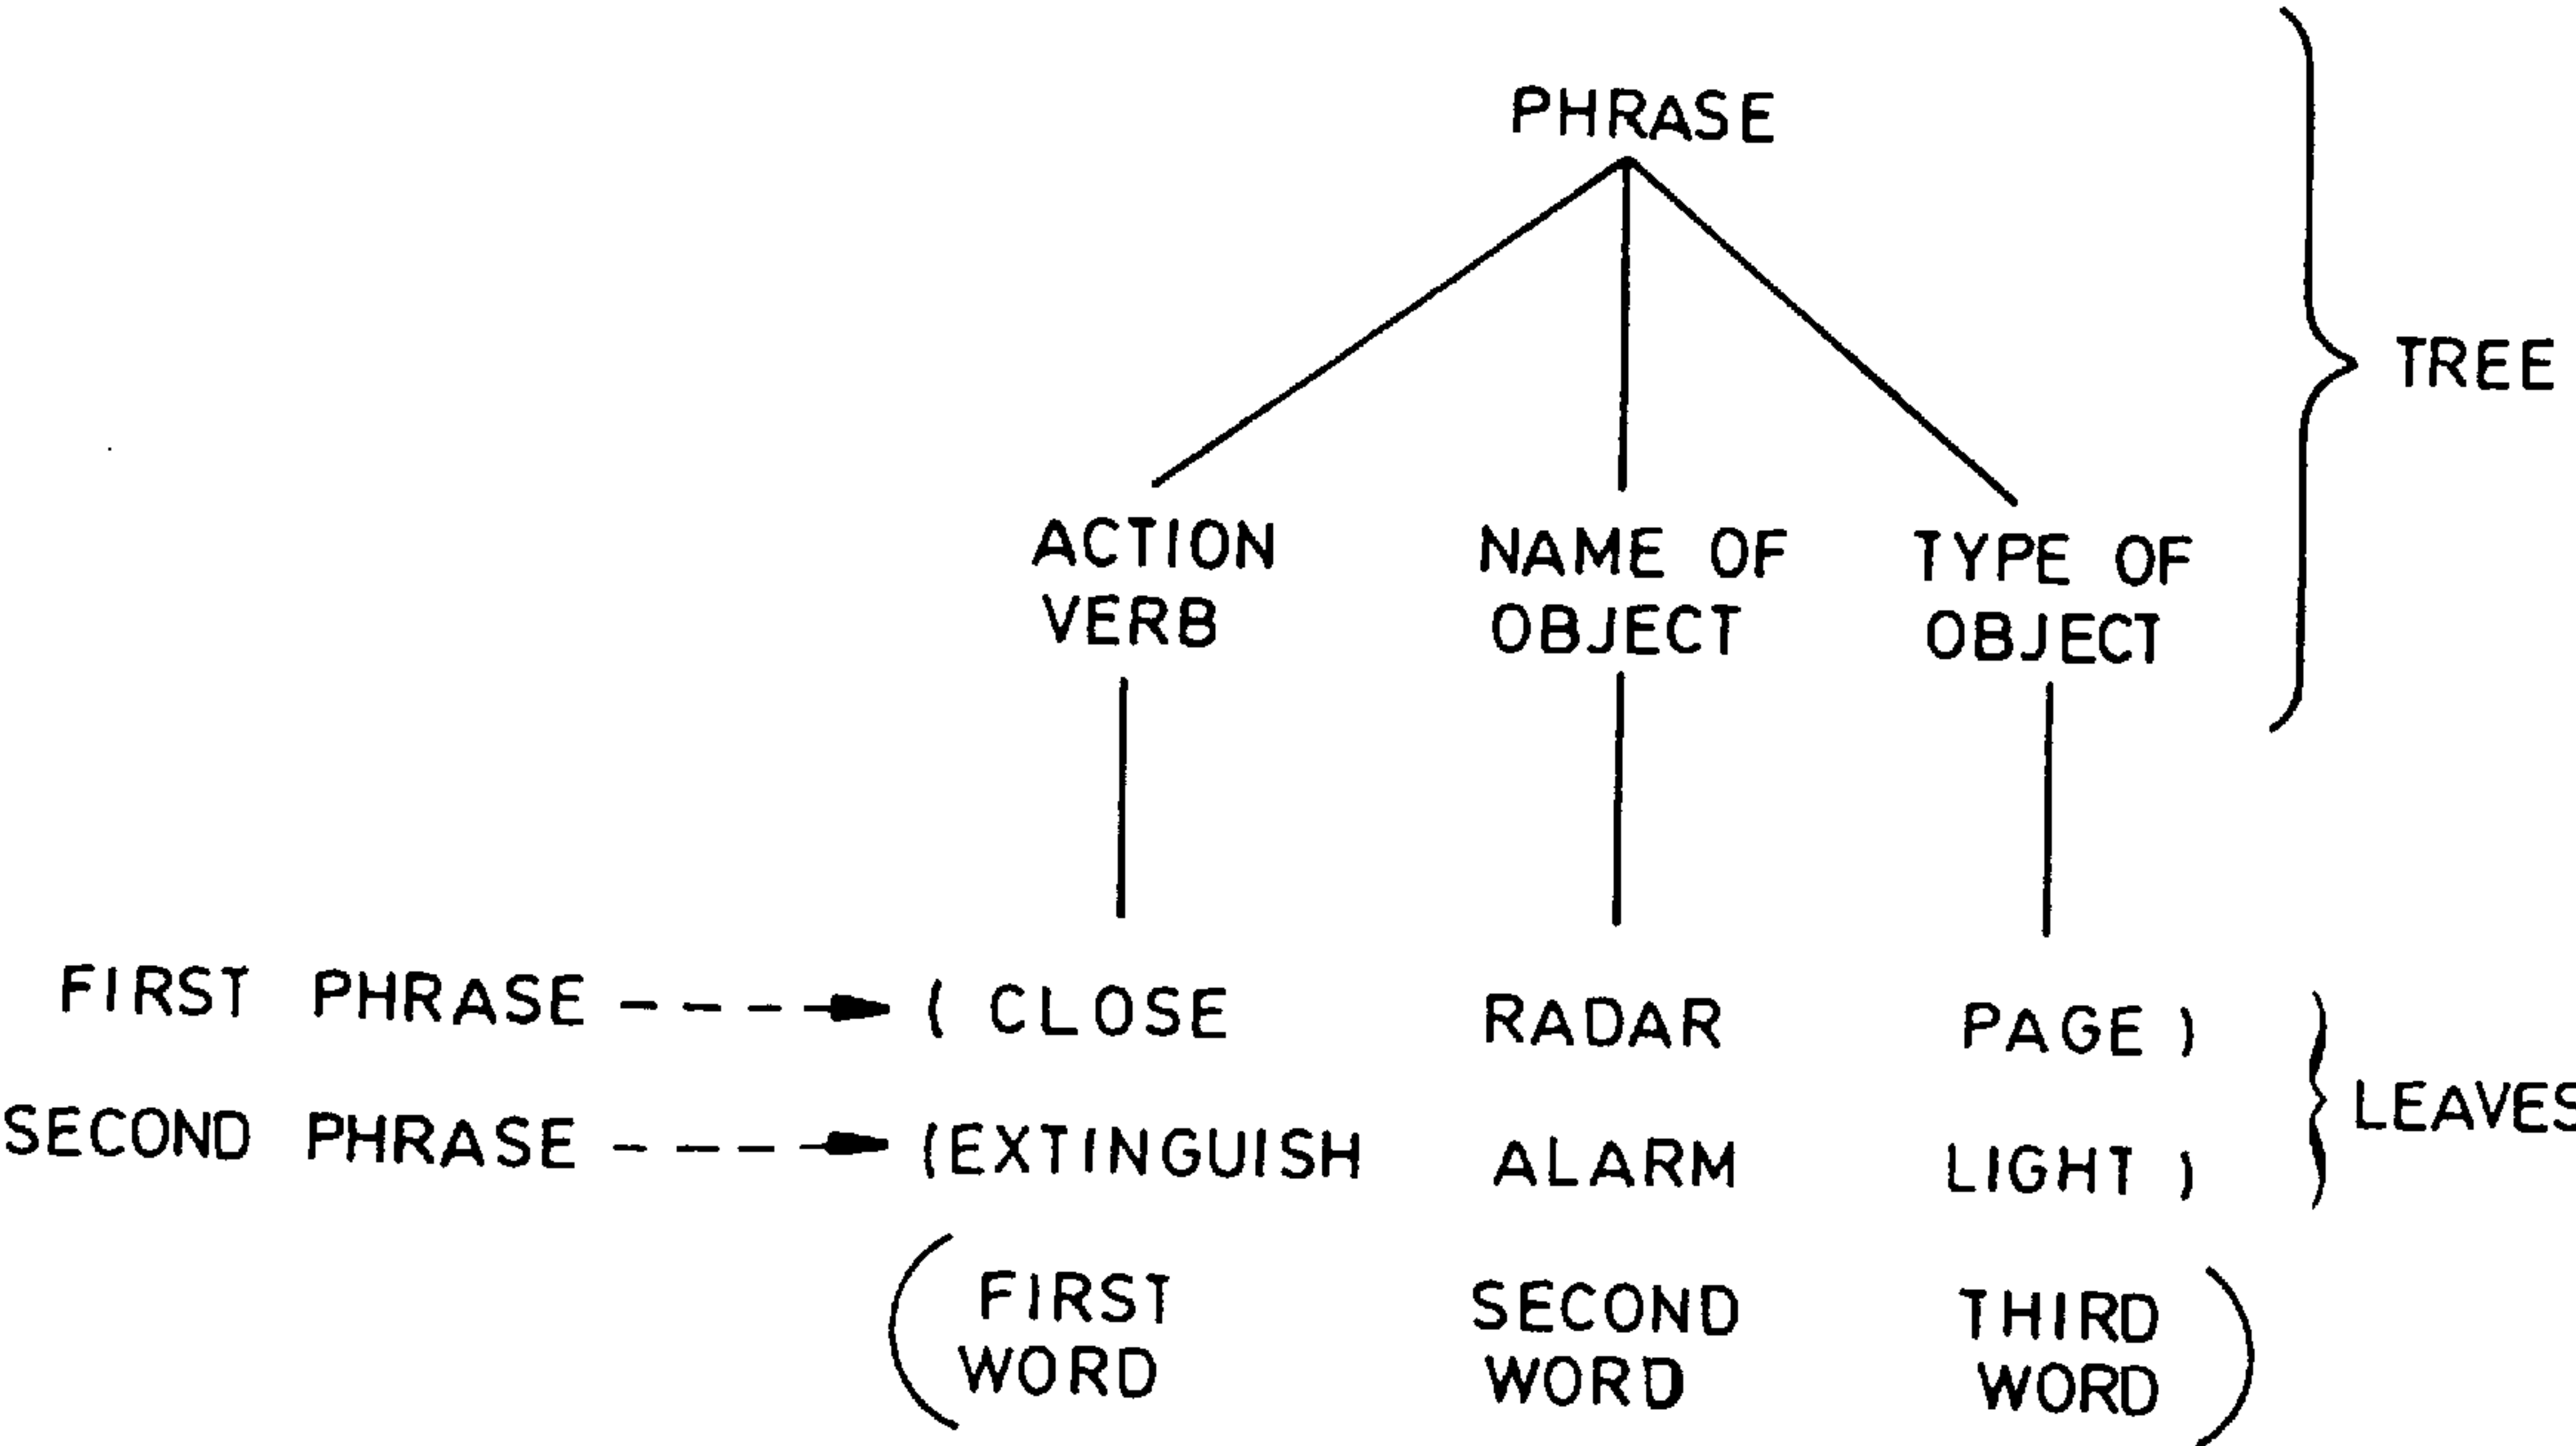 PHRASE
TREE
ACTION VERB
NAME OF OBJECT
TYPE OF OBJECT
FIRST PHRASE ( CLOSE RADAR PAGE )
SECOND PHRASE (EXTINGUISH ALARM LIGHT )
LEAVES
( FIRST WORD SECOND WORD THIRD WORD )